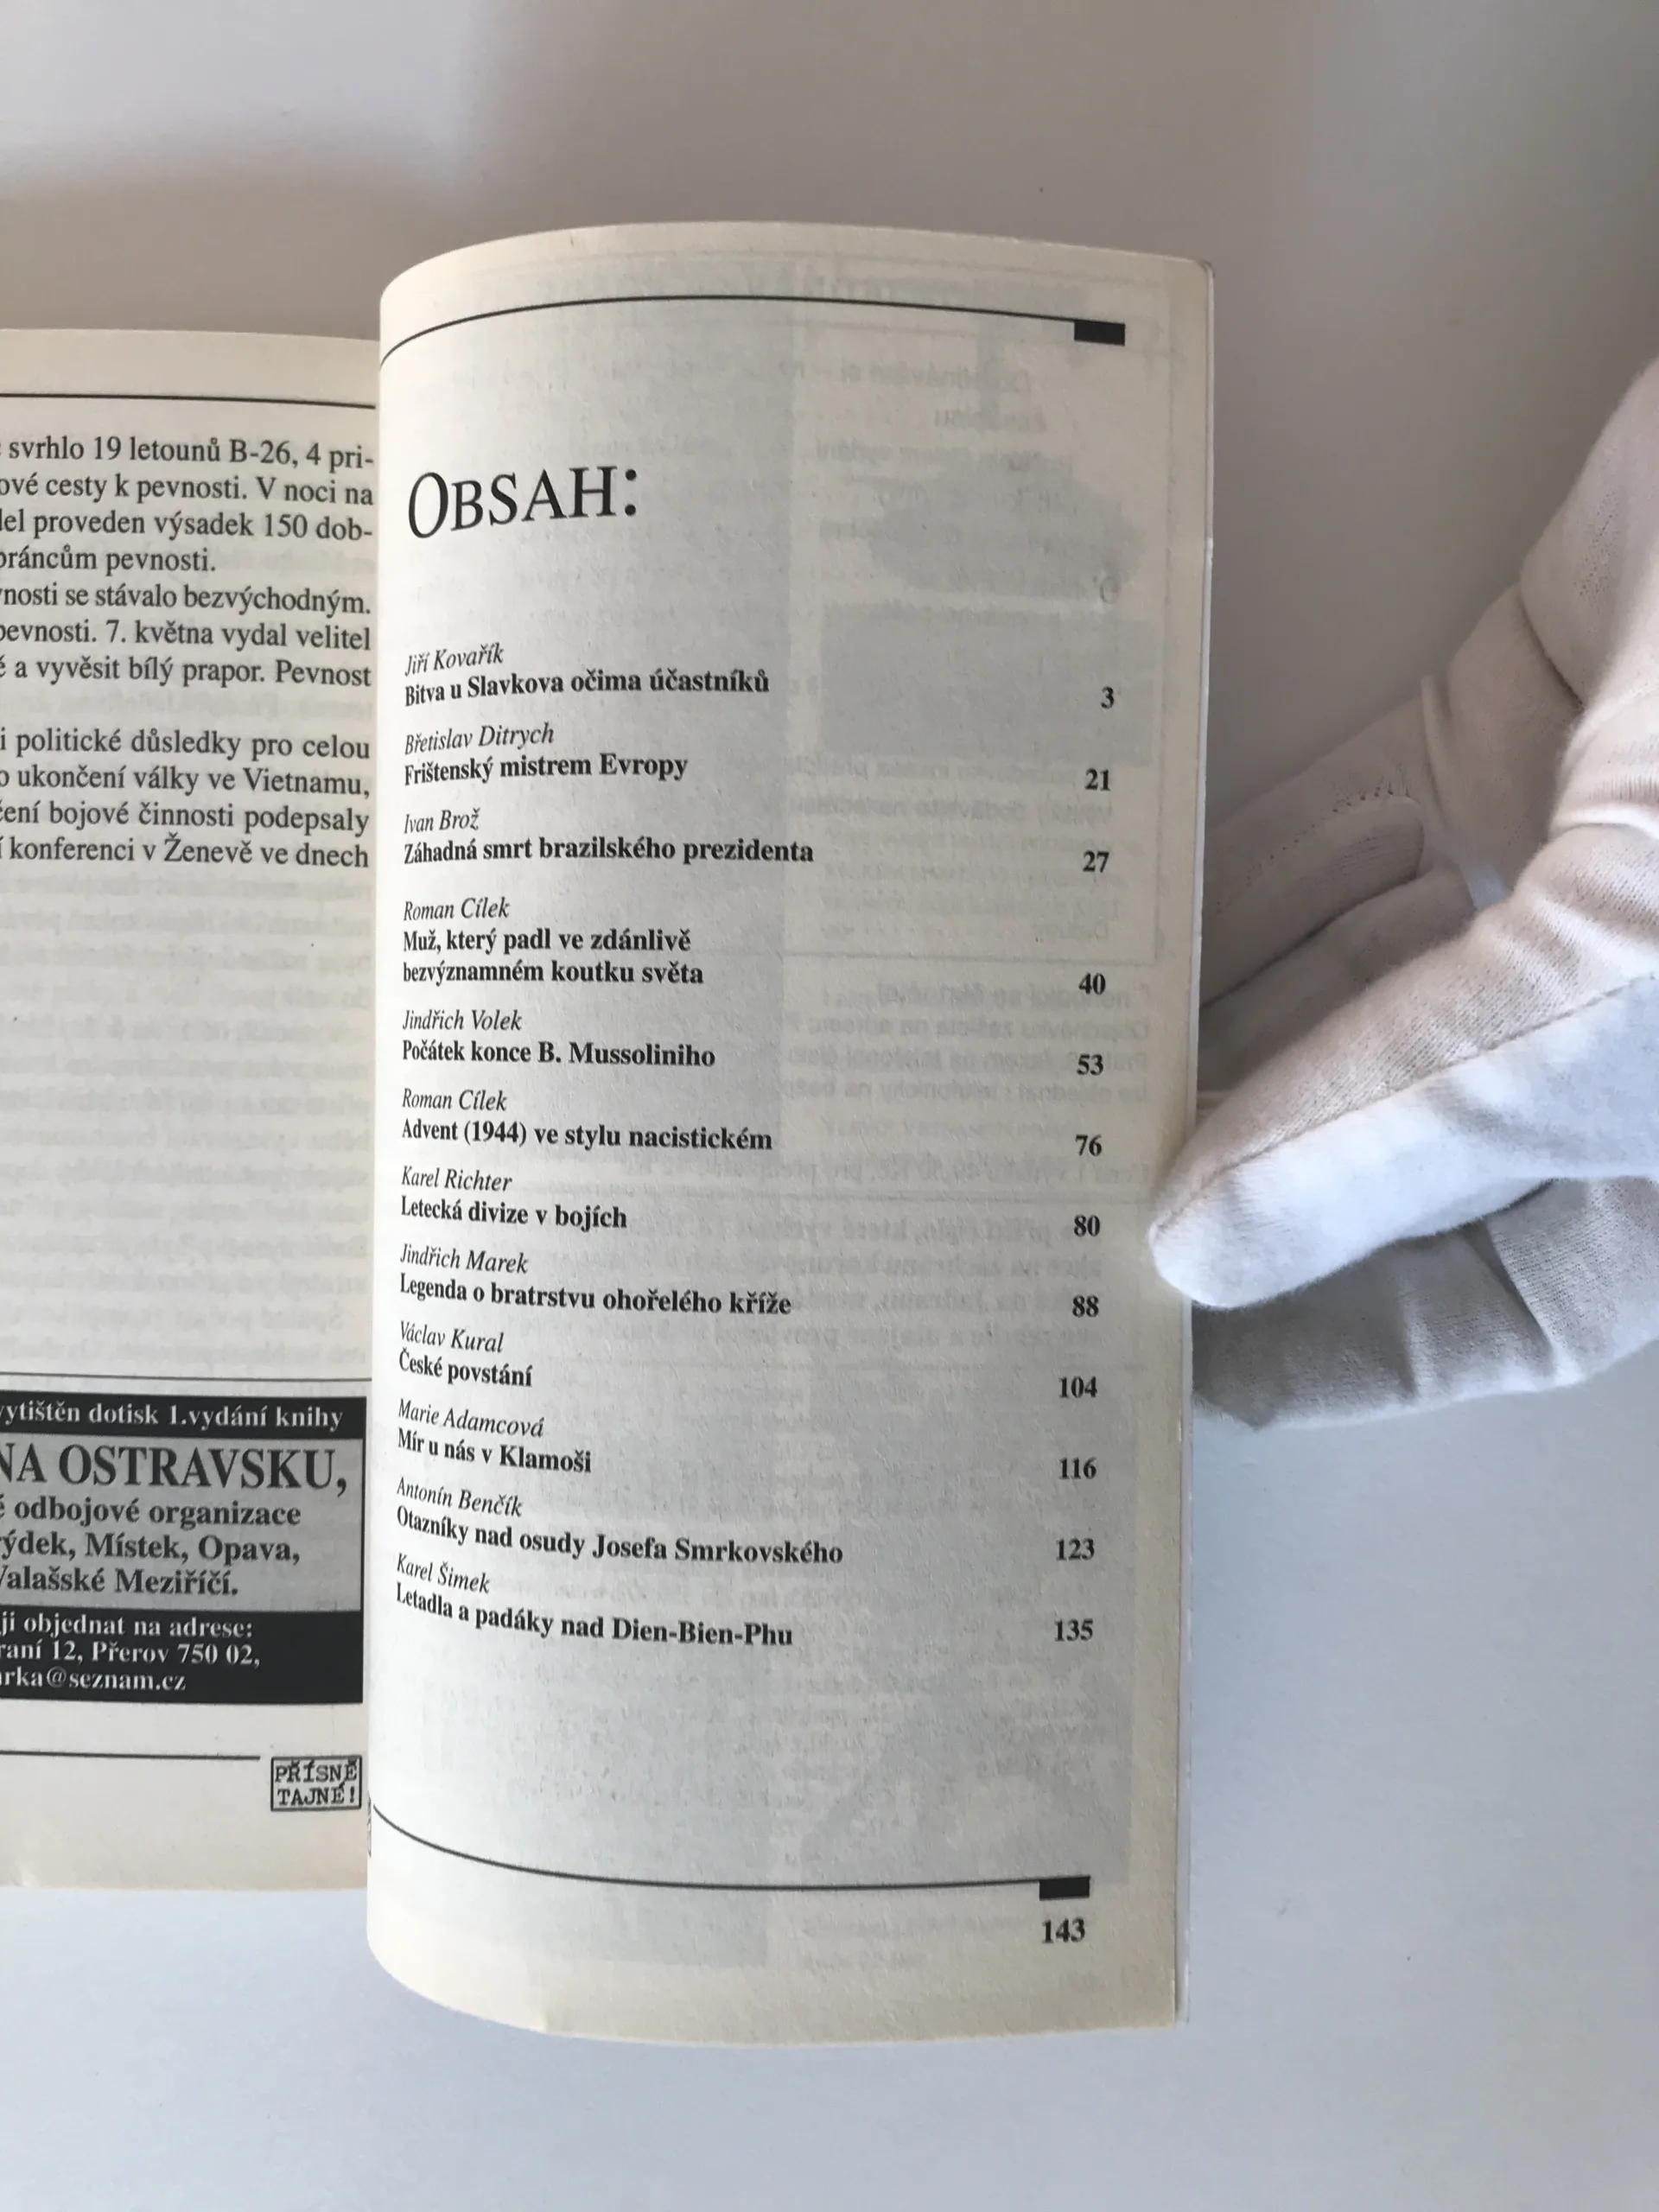 svrhlo 19 letounů B-26, 4 pri-
ové cesty k pevnosti. V noci na
del proveden výsadek 150 dob-
bráncům pevnosti.
nosti se stávalo bezvýchodným.
pevnosti. 7. května vydal velitel
a vyvěsit bílý prapor. Pevnost
i politické důsledky pro celou
o ukončení války ve Vietnamu,
čení bojové činnosti podepsaly
í konferenci v Ženevě ve dnech
vytištěn dotisk 1.vydání knihy
NA OSTRAVSKU,
é odbojové organizace
rýdek, Místek, Opava,
Valašské Meziříčí.
ji objednat na adrese:
raní 12, Přerov 750 02,
arka@seznam.cz
PŘÍSNĚ
TAJNÉ!
OBSAH:
Jiří Kovařík
Bitva u Slavkova očima účastníků 3
Břetislav Ditrych
Frištenský mistrem Evropy 21
Ivan Brož
Záhadná smrt brazilského prezidenta 27
Roman Cílek
Muž, který padl ve zdánlivě
bezvýznamném koutku světa 40
Jindřich Volek
Počátek konce B. Mussoliniho 53
Roman Cílek
Advent (1944) ve stylu nacistickém 76
Karel Richter
Letecká divize v bojích 80
Jindřich Marek
Legenda o bratrstvu ohořelého kříže 88
Václav Kural
České povstání 104
Marie Adamcová
Mír u nás v Klamoši 116
Antonín Benčík
Otazníky nad osudy Josefa Smrkovského 123
Karel Šimek
Letadla a padáky nad Dien-Bien-Phu 135
143